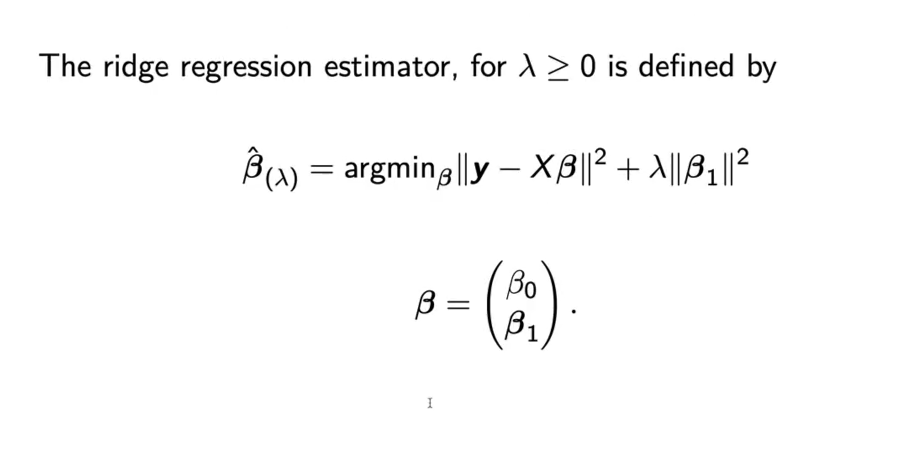 The ridge regression estimator, for λ ≥ 0 is defined by
β̂₍λ₎ = argmin_β ‖y − Xβ‖² + λ‖β₁‖²
β = (β₀
β₁) .